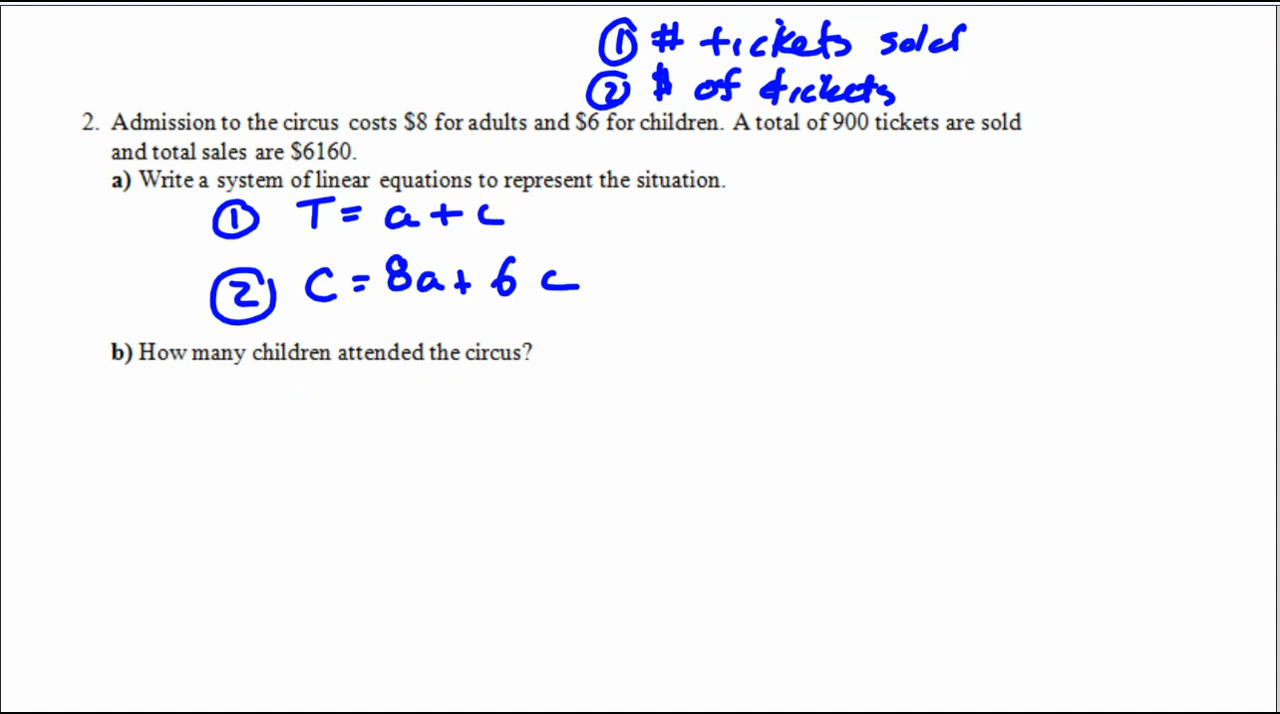 ① # tickets sold
② $ of tickets
2. Admission to the circus costs $8 for adults and $6 for children. A total of 900 tickets are sold
and total sales are $6160.
a) Write a system of linear equations to represent the situation.
① T = a + c
② C = 8a + 6 c
b) How many children attended the circus?